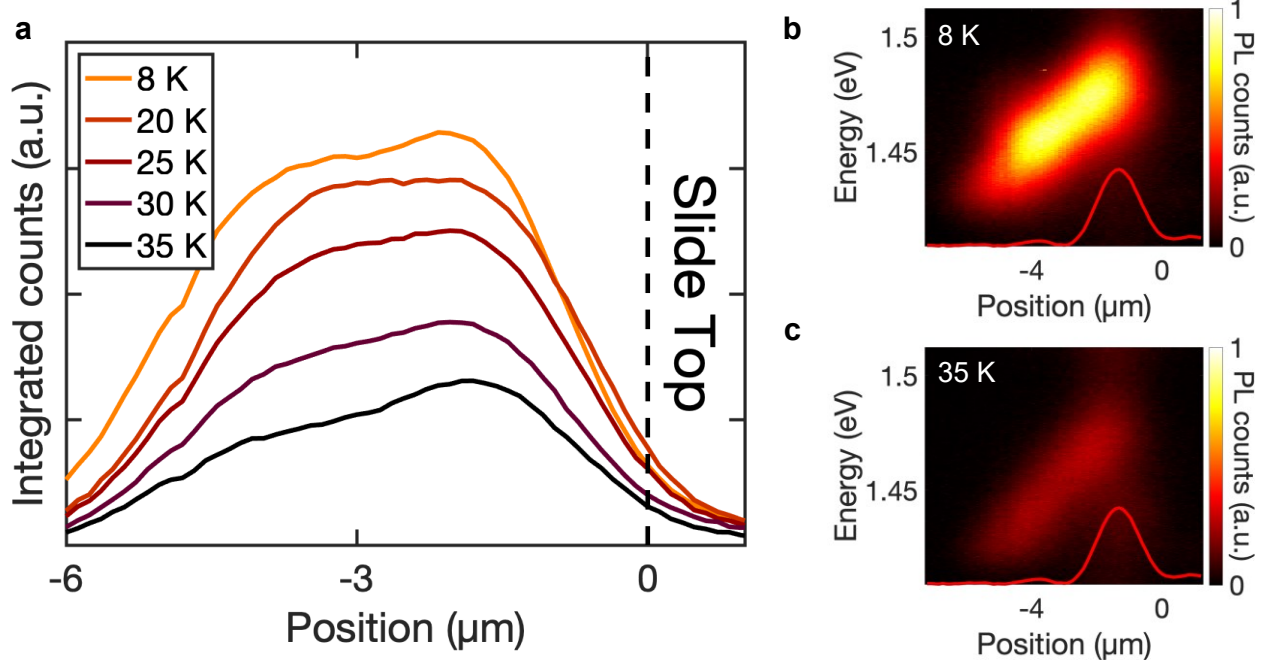 a
8 K
20 K
25 K
30 K
35 K
Slide Top
Integrated counts (a.u.)
-6
-3
0
Position (µm)
b
8 K
1.5
1.45
Energy (eV)
-4
0
Position (µm)
1
0
PL counts (a.u.)
c
35 K
1.5
1.45
Energy (eV)
-4
0
Position (µm)
1
0
PL counts (a.u.)